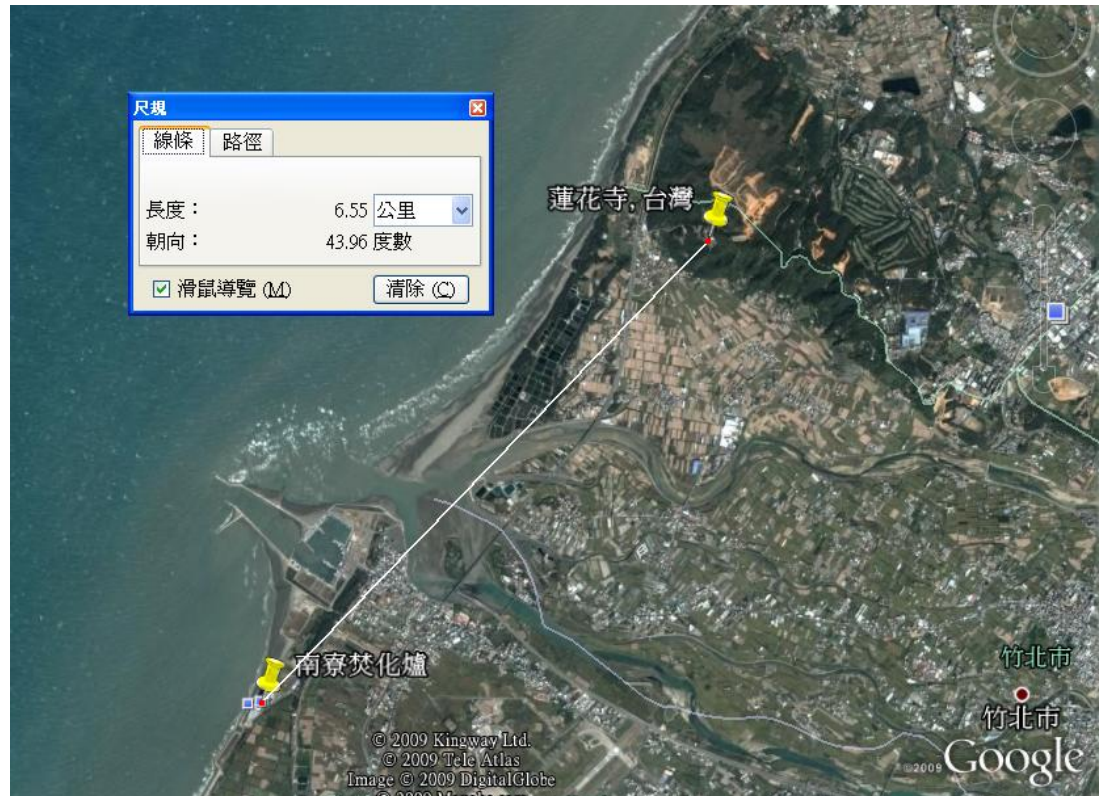 尺規
線條 路徑
長度： 6.55 公里
朝向： 43.96 度數
滑鼠導覽 (M) 清除 (C)
蓮花寺, 台灣
南寮焚化爐
竹北市
竹北市
© 2009 Kingway Ltd.
© 2009 Tele Atlas
Image © 2009 DigitalGlobe
©2009 Google